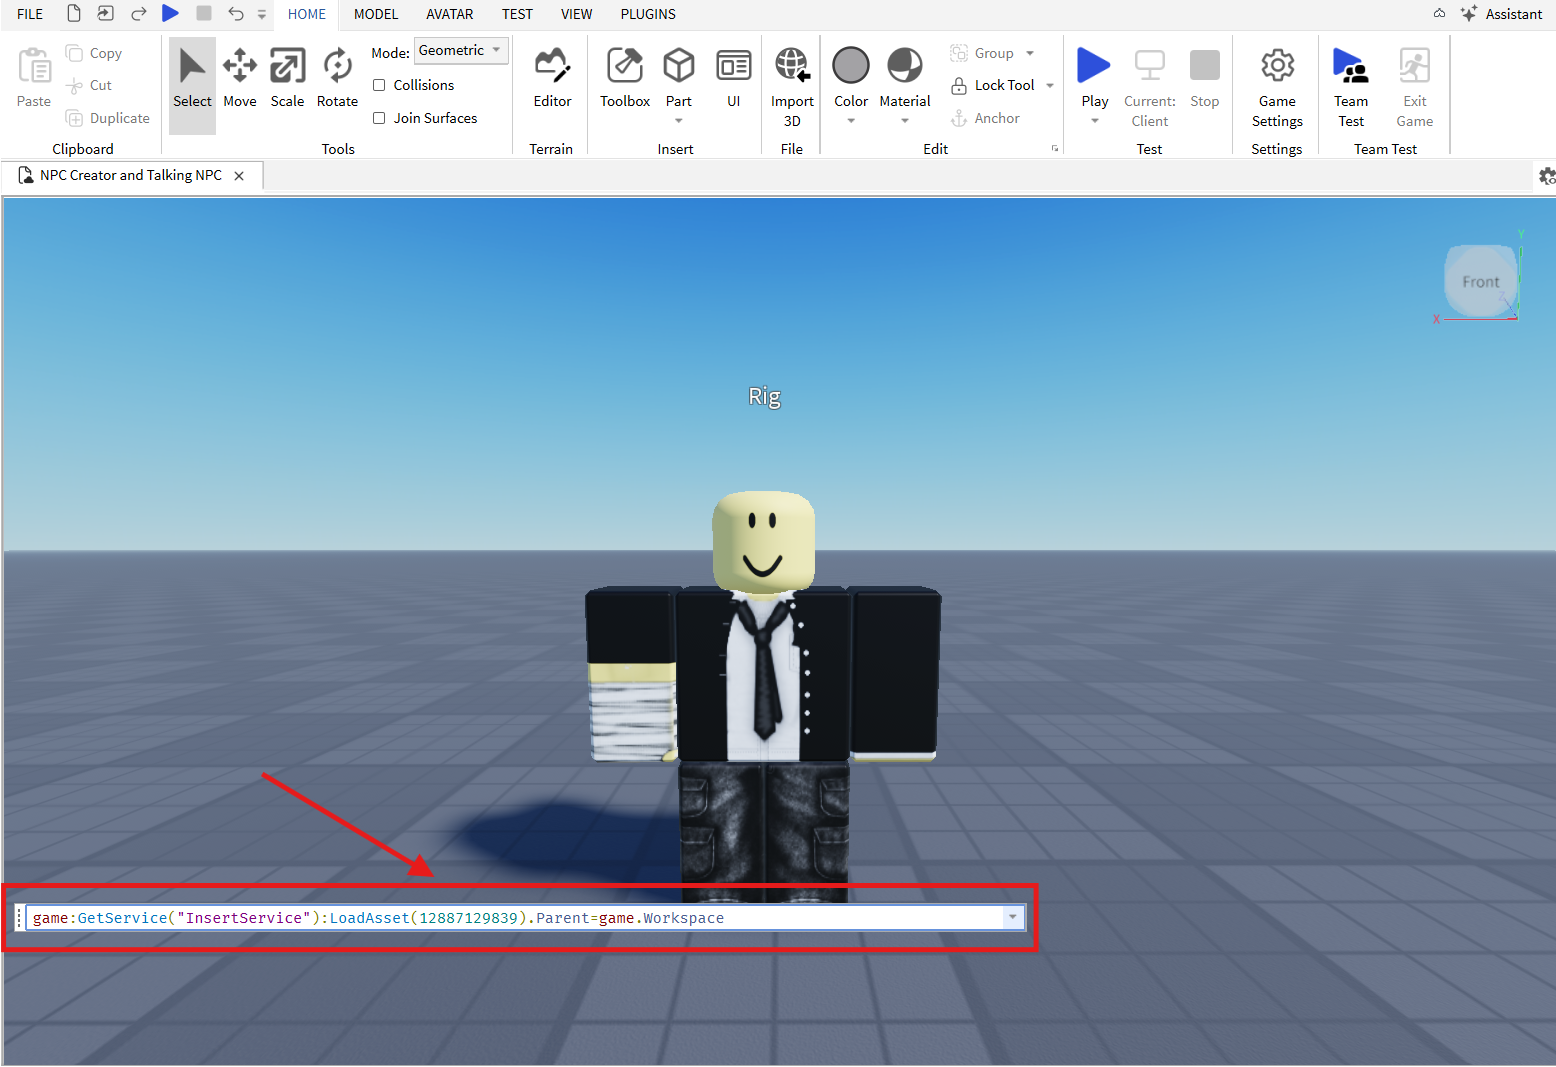 FILE HOME MODEL AVATAR TEST VIEW PLUGINS Assistant
Paste
Copy
Cut
Duplicate
Clipboard
Select
Move
Scale
Rotate
Mode: Geometric
Collisions
Join Surfaces
Tools
Editor
Terrain
Toolbox
Part
UI
Insert
Import
3D
File
Color
Material
Group
Lock Tool
Anchor
Edit
Play
Current:
Client
Stop
Test
Game
Settings
Settings
Team
Test
Exit
Game
Team Test
NPC Creator and Talking NPC
Y
Front
Z
X
Rig
game:GetService("InsertService"):LoadAsset(12887129839).Parent=game.Workspace